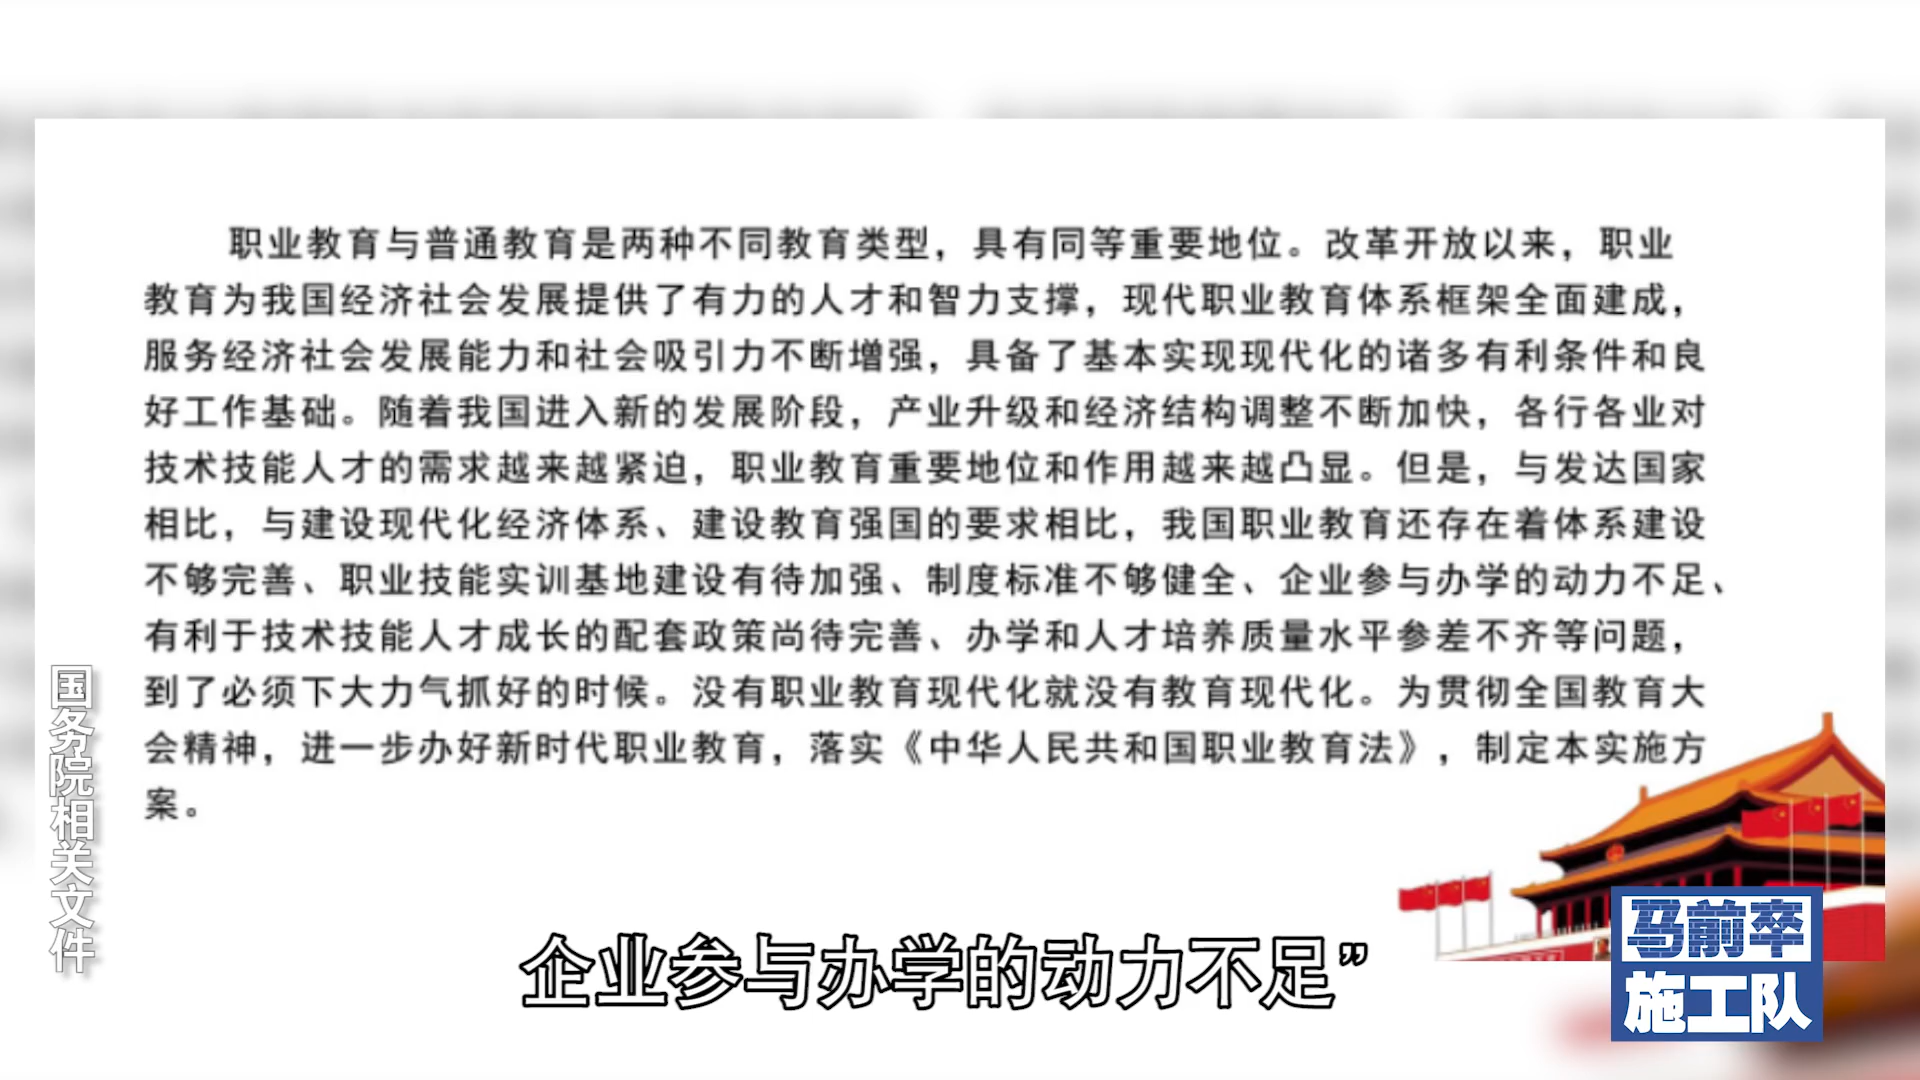 职业教育与普通教育是两种不同教育类型，具有同等重要地位。改革开放以来，职业
教育为我国经济社会发展提供了有力的人才和智力支撑，现代职业教育体系框架全面建成，
服务经济社会发展能力和社会吸引力不断增强，具备了基本实现现代化的诸多有利条件和良
好工作基础。随着我国进入新的发展阶段，产业升级和经济结构调整不断加快，各行各业对
技术技能人才的需求越来越紧迫，职业教育重要地位和作用越来越凸显。但是，与发达国家
相比，与建设现代化经济体系、建设教育强国的要求相比，我国职业教育还存在着体系建设
不够完善、职业技能实训基地建设有待加强、制度标准不够健全、企业参与办学的动力不足、
有利于技术技能人才成长的配套政策尚待完善、办学和人才培养质量水平参差不齐等问题，
到了必须下大力气抓好的时候。没有职业教育现代化就没有教育现代化。为贯彻全国教育大
会精神，进一步办好新时代职业教育，落实《中华人民共和国职业教育法》，制定本实施方
案。
国务院相关文件
企业参与办学的动力不足”
马前卒
施工队